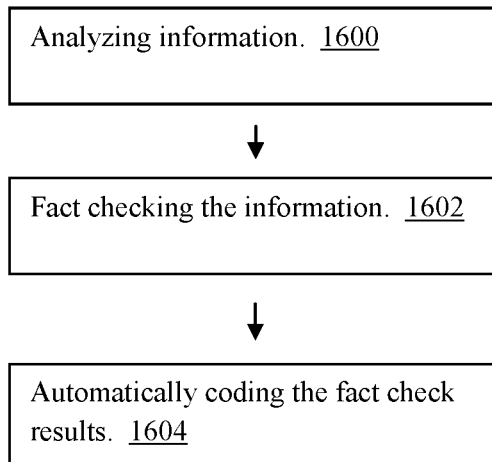 Analyzing information. 1600
Fact checking the information. 1602
Automatically coding the fact check
results. 1604